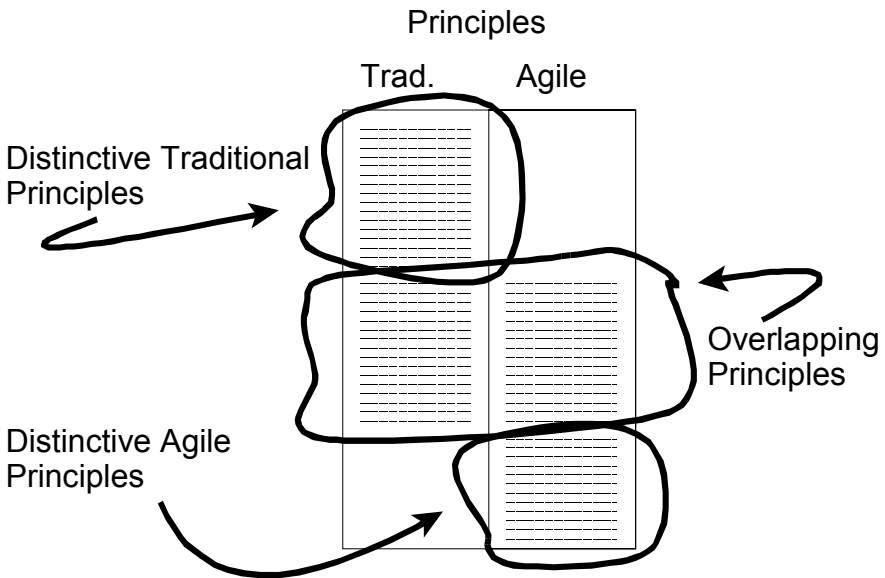 Principles
Trad. Agile
Distinctive Traditional
Principles
Overlapping
Principles
Distinctive Agile
Principles